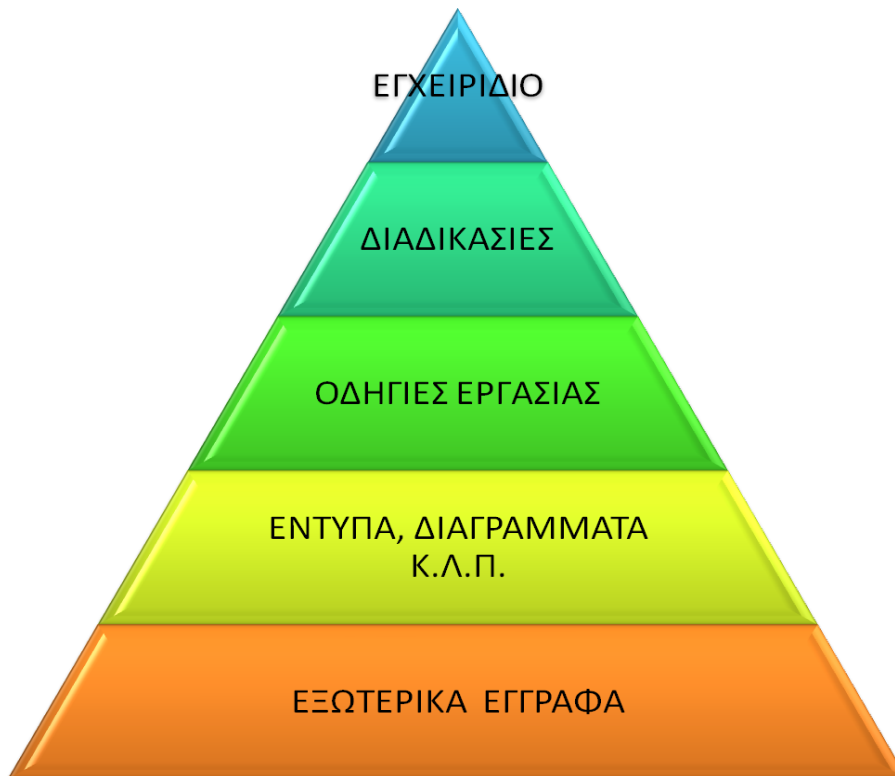 ΕΓΧΕΙΡΙΔΙΟ
ΔΙΑΔΙΚΑΣΙΕΣ
ΟΔΗΓΙΕΣ ΕΡΓΑΣΙΑΣ
ΕΝΤΥΠΑ, ΔΙΑΓΡΑΜΜΑΤΑ
Κ.Λ.Π.
ΕΞΩΤΕΡΙΚΑ ΕΓΓΡΑΦΑ